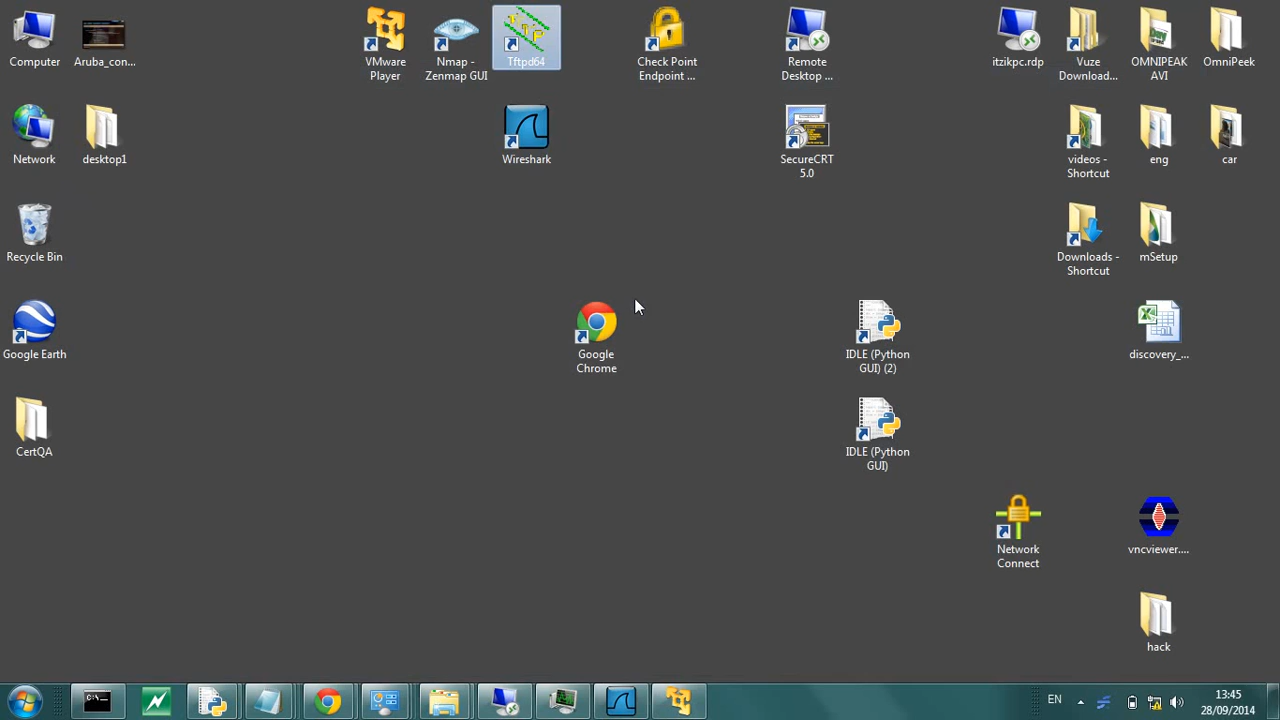 Computer
Aruba_con...
VMware
Player
Nmap -
Zenmap GUI
TFTP
Tftpd64
Check Point
Endpoint ...
Remote
Desktop ...
itzikpc.rdp
Vuze
Download...
OMNIPEAK
AVI
OmniPeek
Network
desktop1
Wireshark
SecureCRT
5.0
videos -
Shortcut
eng
car
Recycle Bin
Downloads -
Shortcut
mSetup
Google Earth
Google
Chrome
IDLE (Python
GUI) (2)
discovery_...
CertQA
IDLE (Python
GUI)
Network
Connect
vncviewer....
hack
C:\
EN
13:45
28/09/2014